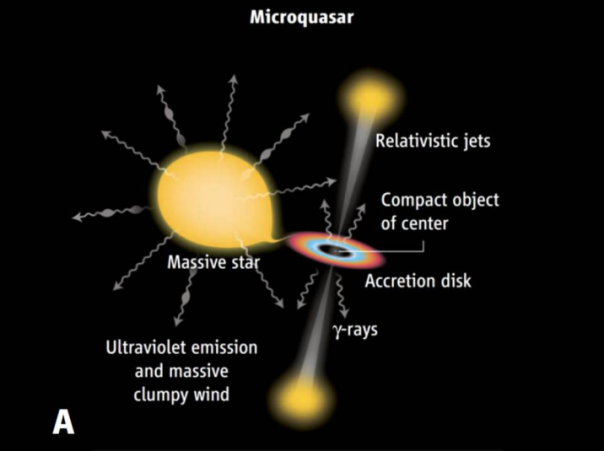 Microquasar
Relativistic jets
Compact object
of center
Massive star
Accretion disk
γ-rays
Ultraviolet emission
and massive
clumpy wind
A